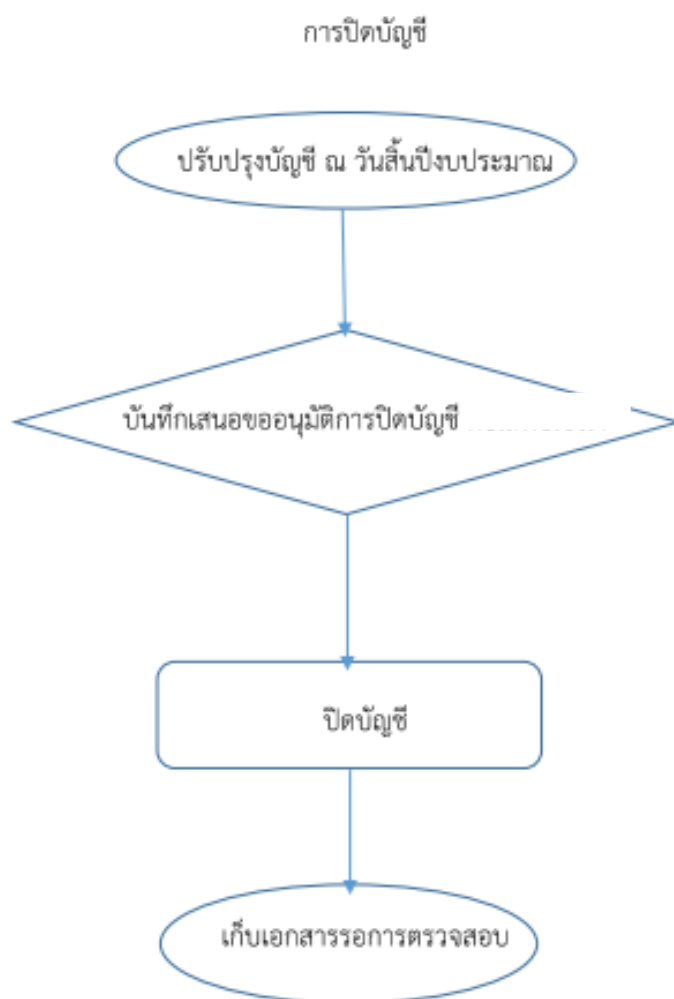 การปิดบัญชี
ปรับปรุงบัญชี ณ วันสิ้นปีงบประมาณ
บันทึกเสนอขออนุมัติการปิดบัญชี
ปิดบัญชี
เก็บเอกสารรอการตรวจสอบ